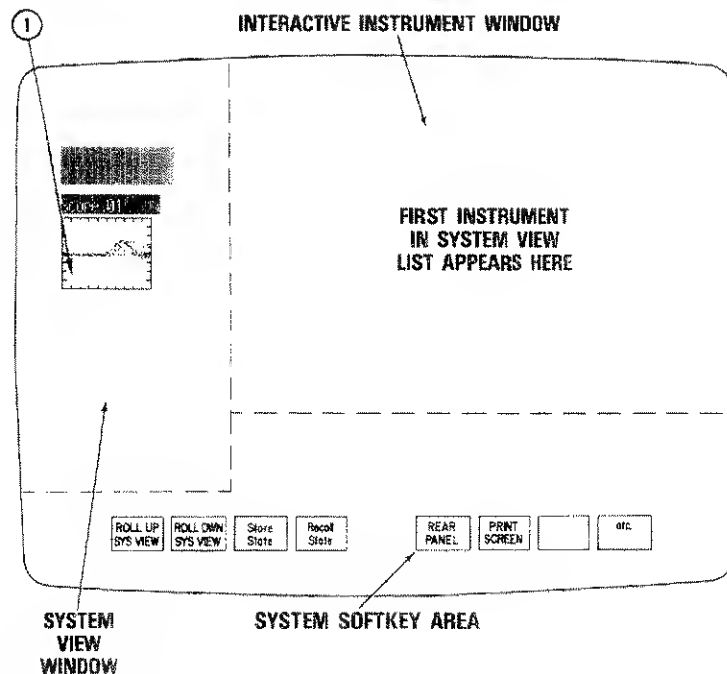 1
INTERACTIVE INSTRUMENT WINDOW
FIRST INSTRUMENT
IN SYSTEM VIEW
LIST APPEARS HERE
ROLL UP
SYS VIEW
ROLL DWN
SYS VIEW
Store
State
Recall
State
REAR
PANEL
PRINT
SCREEN
etc.
SYSTEM
VIEW
WINDOW
SYSTEM SOFTKEY AREA